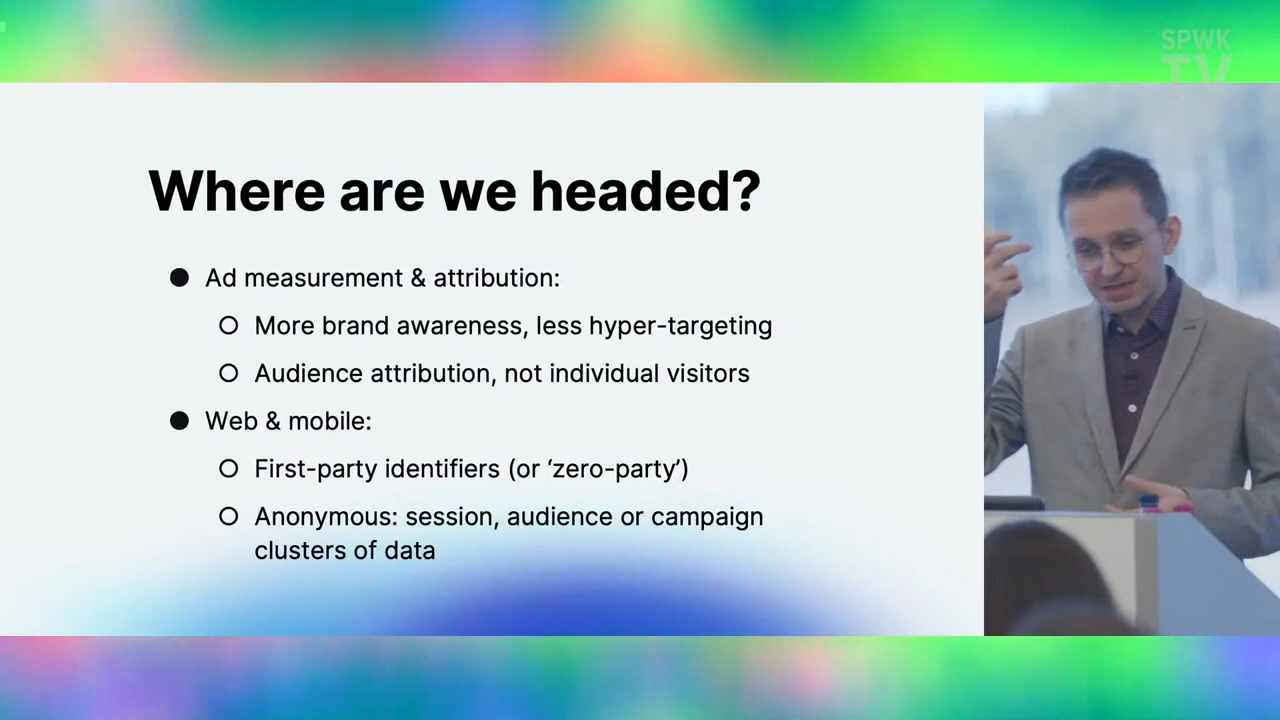 SPWK
TV
Where are we headed?
● Ad measurement & attribution:
○ More brand awareness, less hyper-targeting
○ Audience attribution, not individual visitors
● Web & mobile:
○ First-party identifiers (or ‘zero-party’)
○ Anonymous: session, audience or campaign
clusters of data